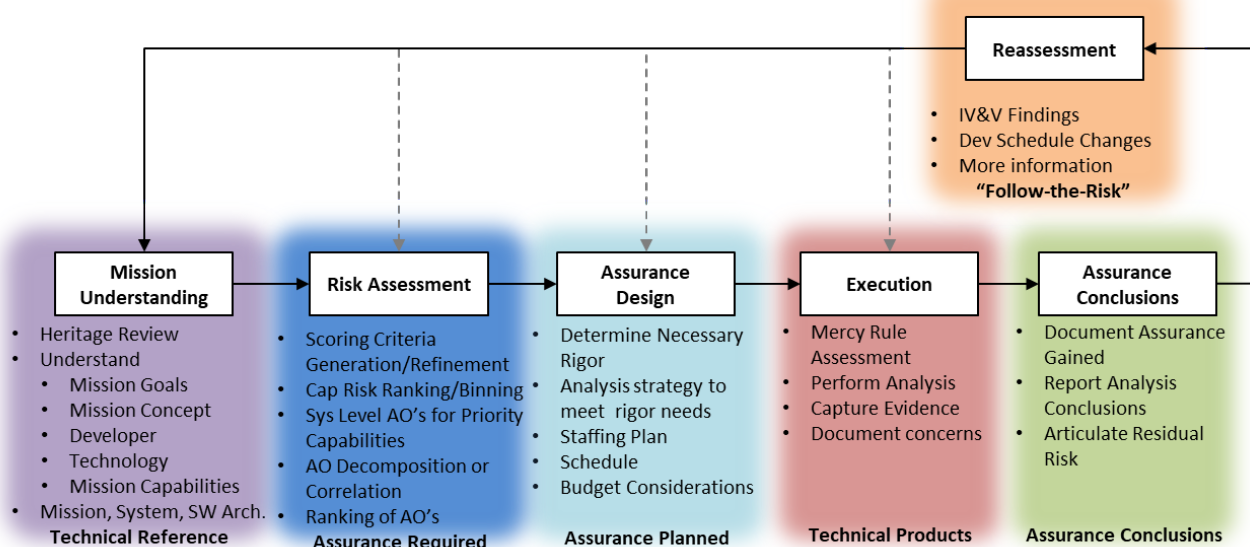 Reassessment
• IV&V Findings
• Dev Schedule Changes
• More information
“Follow-the-Risk”
Mission
Understanding
• Heritage Review
• Understand
• Mission Goals
• Mission Concept
• Developer
• Technology
• Mission Capabilities
• Mission, System, SW Arch.
Technical Reference
Risk Assessment
• Scoring Criteria
Generation/Refinement
• Cap Risk Ranking/Binning
• Sys Level AO’s for Priority
Capabilities
• AO Decomposition or
Correlation
• Ranking of AO’s
Assurance Required
Assurance
Design
• Determine Necessary
Rigor
• Analysis strategy to
meet rigor needs
• Staffing Plan
• Schedule
• Budget Considerations
Assurance Planned
Execution
• Mercy Rule
Assessment
• Perform Analysis
• Capture Evidence
• Document concerns
Technical Products
Assurance
Conclusions
• Document Assurance
Gained
• Report Analysis
Conclusions
• Articulate Residual
Risk
Assurance Conclusions